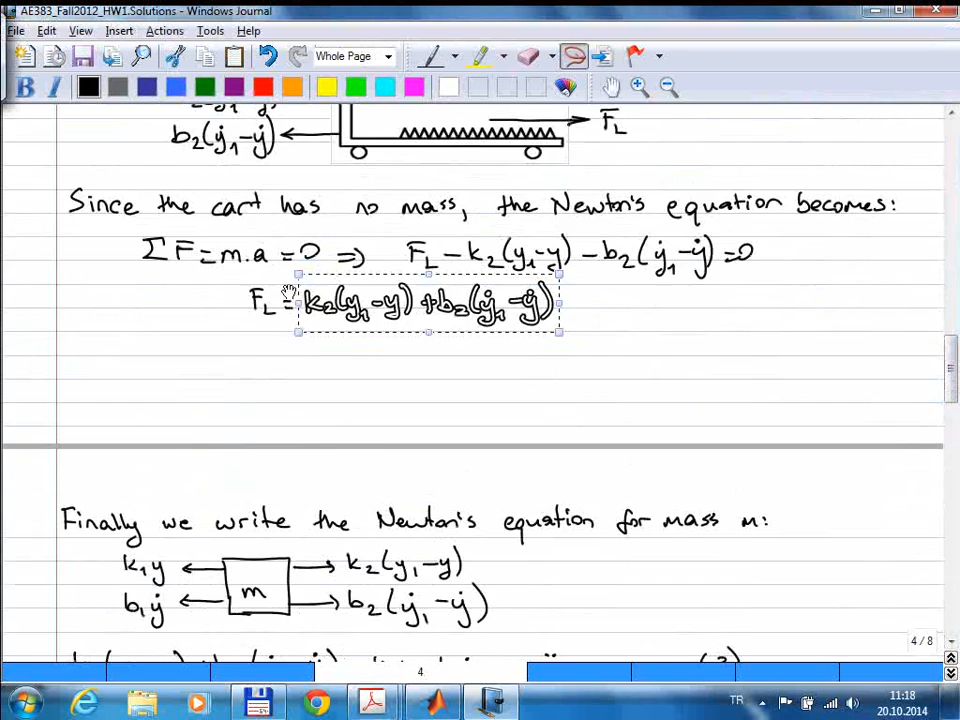 AE383_Fall2012_HW1.Solutions - Windows Journal
File Edit View Insert Actions Tools Help
Whole Page
B I
b₂(ẏ₁-ẏ)
F_L
Since the cart has no mass, the Newton's equation becomes:
ΣF=m.a=0 ⇒ F_L-k₂(y₁-y)-b₂(ẏ₁-ẏ)=0
F_L=k₂(y₁-y)+b₂(ẏ₁-ẏ)
Finally we write the Newton's equation for mass m:
k₁y k₂(y₁-y)
m
b₁ẏ b₂(ẏ₁-ẏ)
4 / 8
4
TR
11:18
20.10.2014